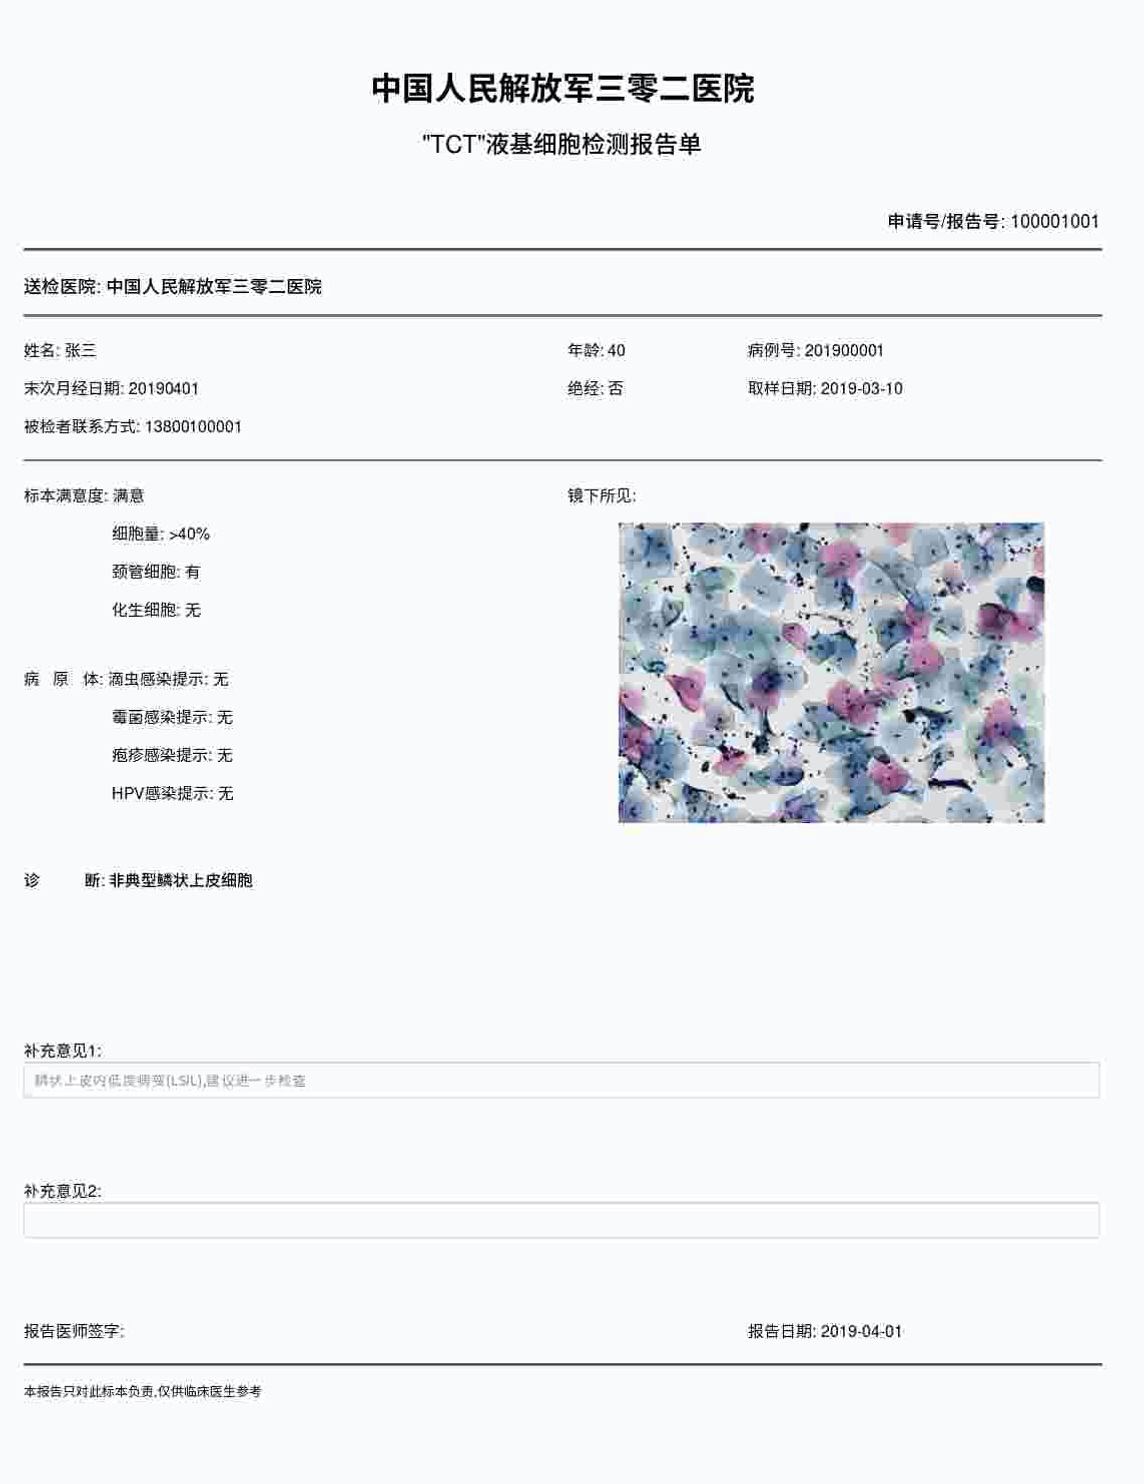 中国人民解放军三零二医院
"TCT"液基细胞检测报告单
申请号/报告号: 100001001
送检医院: 中国人民解放军三零二医院
姓名: 张三 年龄: 40 病例号: 201900001
末次月经日期: 20190401 绝经: 否 取样日期: 2019-03-10
被检者联系方式: 13800100001
标本满意度: 满意 镜下所见:
细胞量: >40%
颈管细胞: 有
化生细胞: 无
病 原 体: 滴虫感染提示: 无
霉菌感染提示: 无
疱疹感染提示: 无
HPV感染提示: 无
诊 断: 非典型鳞状上皮细胞
补充意见1:
鳞状上皮内低度病变(LSIL),建议进一步检查
补充意见2:
报告医师签字: 报告日期: 2019-04-01
本报告只对此标本负责,仅供临床医生参考